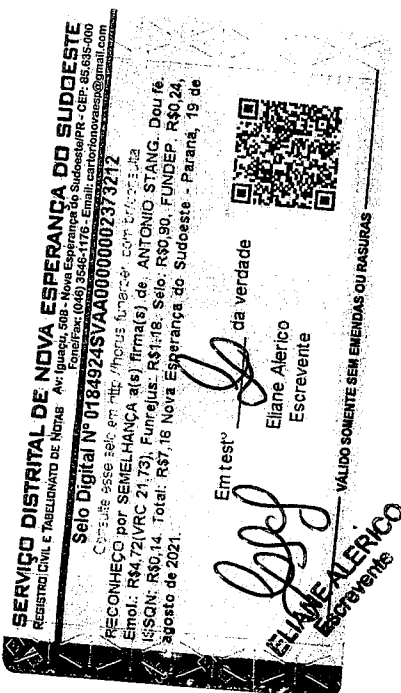 SERVIÇO DISTRITAL DE NOVA ESPERANÇA DO SUDOESTE
REGISTRO CIVIL E TABELIONATO DE NOTAS - Av: Iguaçu, 508 - Nova Esperança do Sudoeste/PR - CEP: 85.635-000
Fone/Fax: (046) 3546-1176 - Email: cartorionovaesp@gmail.com
Selo Digital Nº 0184924SVAA00000002373212
Consulte esse selo em http://horus.funarpen.com.br/consulta
RECONHEÇO por SEMELHANÇA a(s) firma(s) de: ANTONIO STANG. Dou fé.
Emol.: R$4,72(VRC 21,73), Funrejus: R$1,18, Selo: R$0,90, FUNDEP: R$0,24,
ISSQN: R$0,14. Total: R$7,18 Nova Esperança do Sudoeste - Paraná, 19 de
agosto de 2021.
Em testº da verdade
Eliane Alerico
Escrevente
VÁLIDO SOMENTE SEM EMENDAS OU RASURAS
ELIANE ALERICO
Escrevente